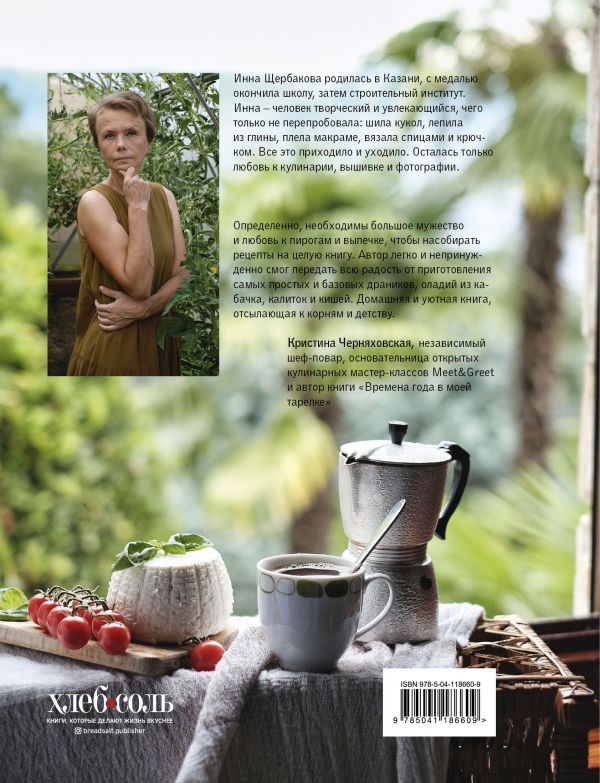 Инна Щербакова родилась в Казани, с медалью
окончила школу, затем строительный институт.
Инна – человек творческий и увлекающийся, чего
только не перепробовала: шила кукол, лепила
из глины, плела макраме, вязала спицами и крюч-
ком. Все это приходило и уходило. Осталась только
любовь к кулинарии, вышивке и фотографии.
Определенно, необходимы большое мужество
и любовь к пирогам и выпечке, чтобы насобирать
рецепты на целую книгу. Автор легко и непринуж-
денно смог передать всю радость от приготовления
самых простых и базовых драников, оладий из ка-
бачка, калиток и кишей. Домашняя и уютная книга,
отсылающая к корням и детству.
Кристина Черняховская, независимый
шеф-повар, основательница открытых
кулинарных мастер-классов Meet&Greet
и автор книги «Времена года в моей
тарелке»
ISBN 978-5-04-118660-9
9 785041 186609 >
хлеб*соль
КНИГИ, КОТОРЫЕ ДЕЛАЮТ ЖИЗНЬ ВКУСНЕЕ
breadsalt.publisher